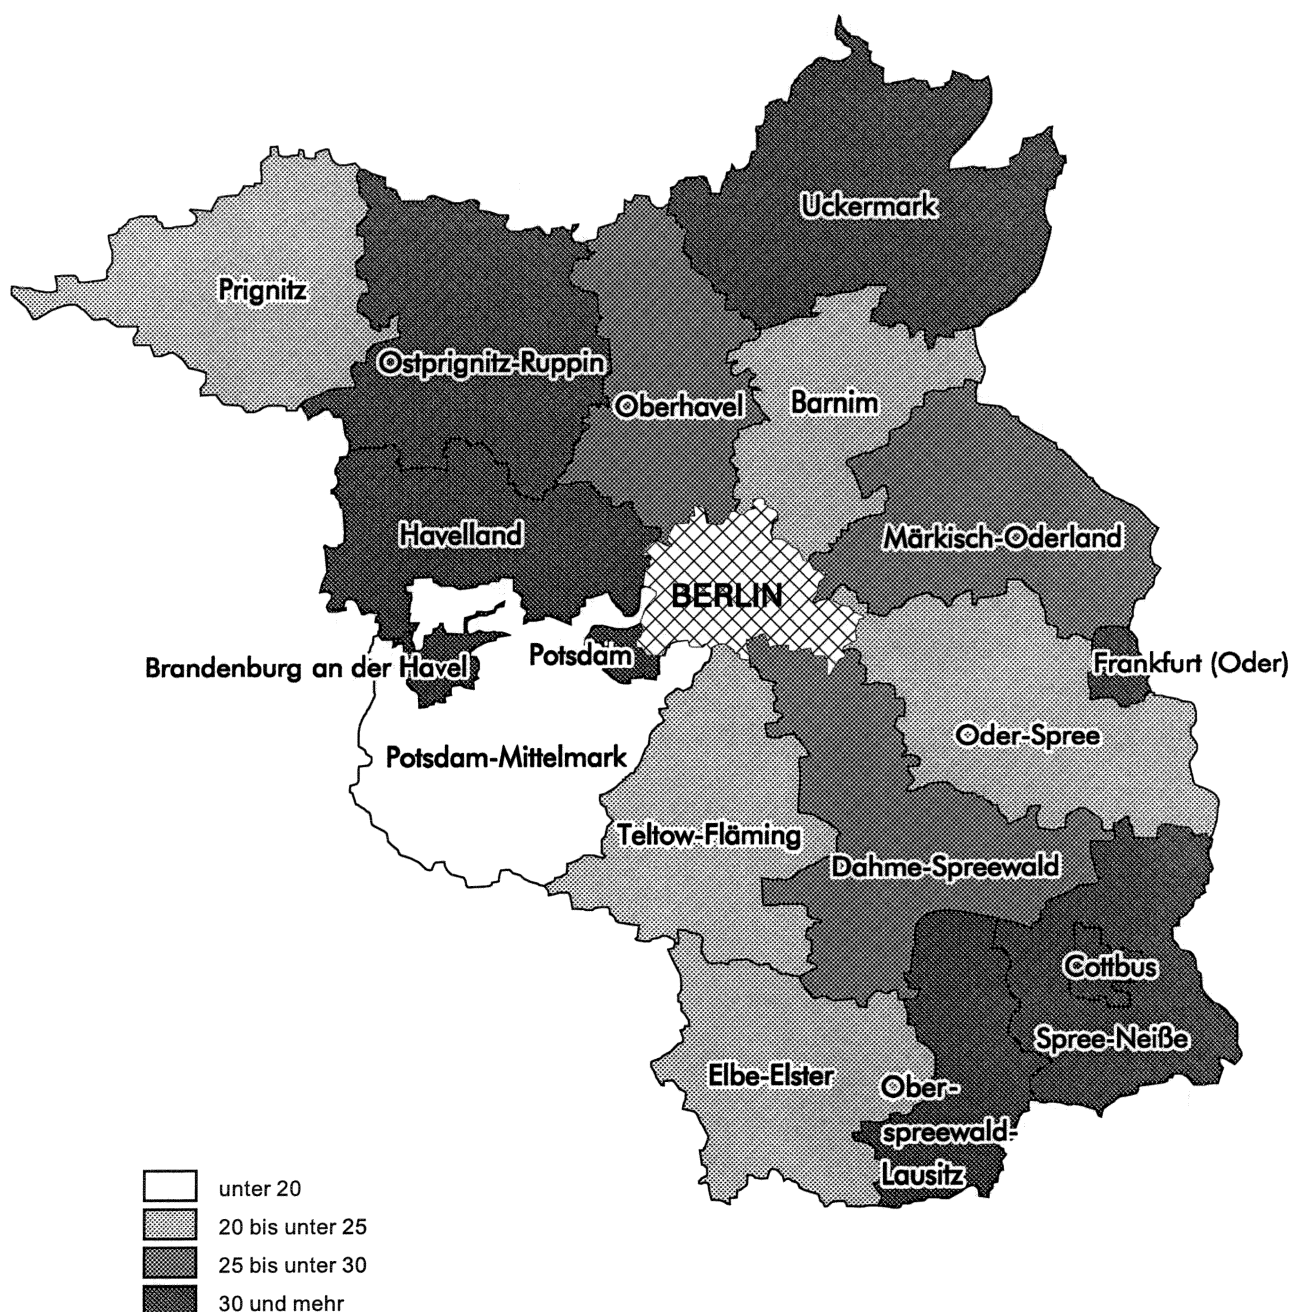 Uckermark
Prignitz
Ostprignitz-Ruppin
Oberhavel
Barnim
Havelland
Märkisch-Oderland
BERLIN
Brandenburg an der Havel
Potsdam
Frankfurt (Oder)
Potsdam-Mittelmark
Oder-Spree
Teltow-Fläming
Dahme-Spreewald
Cottbus
Spree-Neiße
Elbe-Elster
Ober-
spreewald-
Lausitz
unter 20
20 bis unter 25
25 bis unter 30
30 und mehr